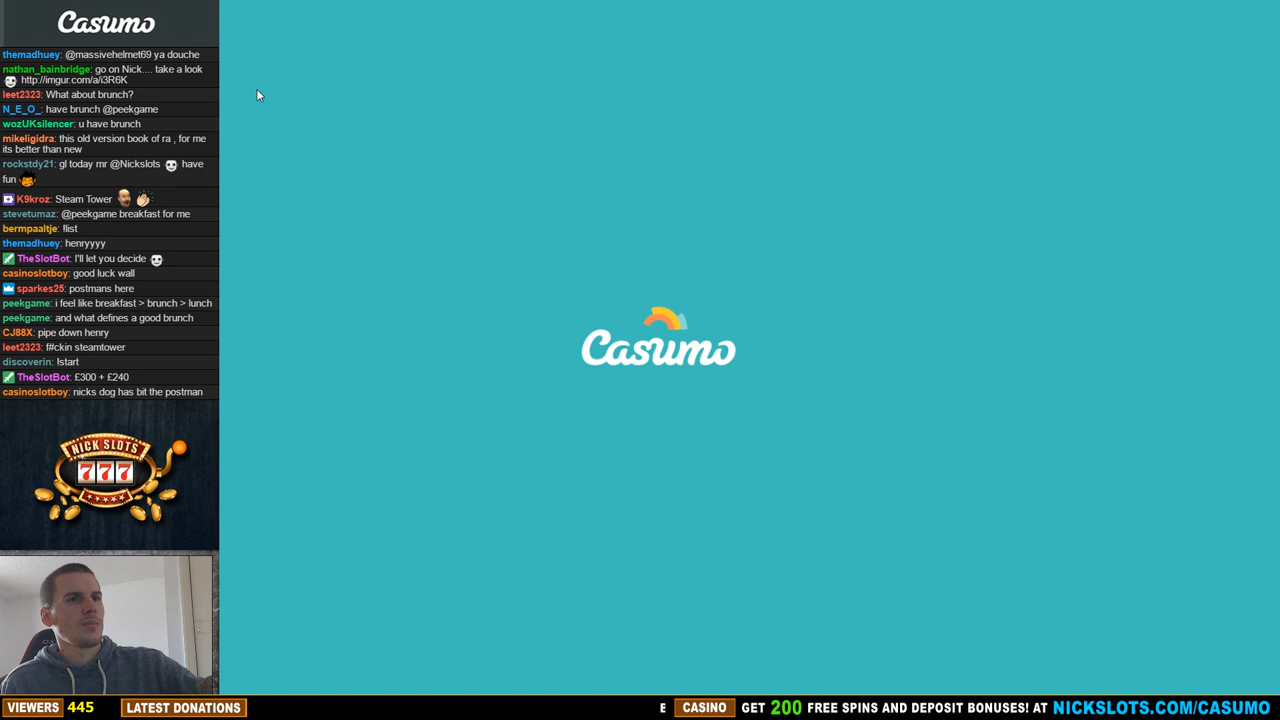 Casumo
themadhuey: @massivehelmet69 ya douche
nathan_bainbridge: go on Nick.... take a look
http://imgur.com/a/i3R6K
leet2323: What about brunch?
N_E_O_: have brunch @peekgame
wozUKsilencer: u have brunch
mikeligidra: this old version book of ra , for me
its better than new
rockstdy21: gl today mr @Nickslots have
fun
K9kroz: Steam Tower
stevetumaz: @peekgame breakfast for me
bermpaaltje: !list
themadhuey: henryyyy
TheSlotBot: I'll let you decide
casinoslotboy: good luck wall
sparkes25: postmans here
peekgame: i feel like breakfast > brunch > lunch
peekgame: and what defines a good brunch
CJ88X: pipe down henry
leet2323: f#ckin steamtower
discoverin: !start
TheSlotBot: £300 + £240
casinoslotboy: nicks dog has bit the postman
NICK SLOTS
777
Casumo
VIEWERS 445 LATEST DONATIONS CASINO GET 200 FREE SPINS AND DEPOSIT BONUSES! AT NICKSLOTS.COM/CASUMO